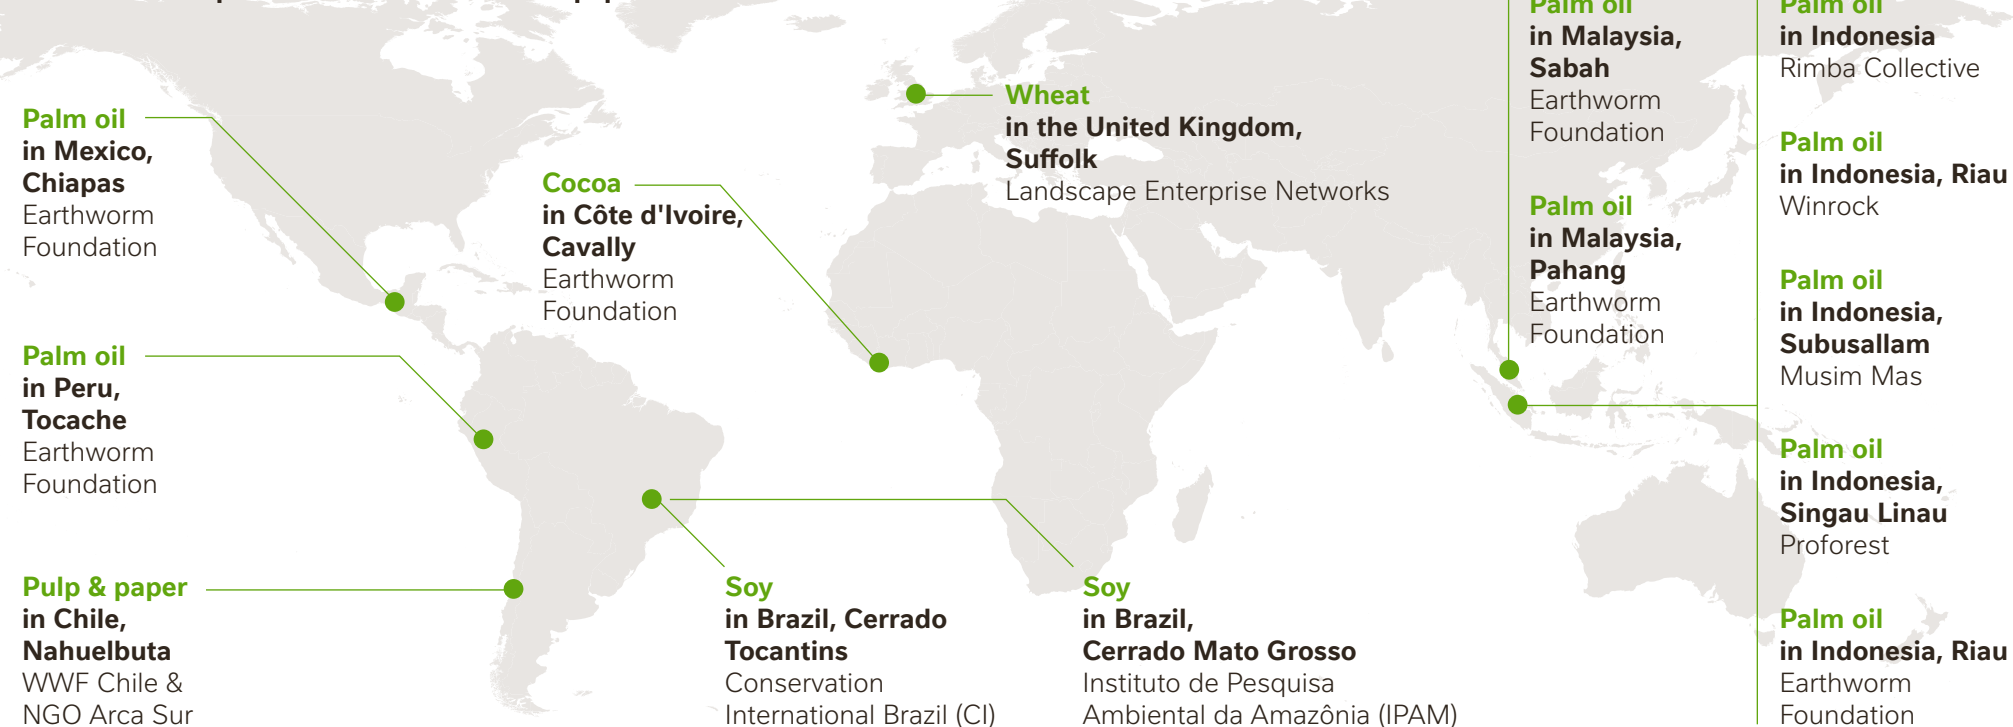 Palm oil
in Mexico,
Chiapas
Earthworm
Foundation
Palm oil
in Peru,
Tocache
Earthworm
Foundation
Pulp & paper
in Chile,
Nahuelbuta
WWF Chile &
NGO Arca Sur
Cocoa
in Côte d'Ivoire,
Cavally
Earthworm
Foundation
Wheat
in the United Kingdom,
Suffolk
Landscape Enterprise Networks
Soy
in Brazil, Cerrado
Tocantins
Conservation
International Brazil (CI)
Soy
in Brazil,
Cerrado Mato Grosso
Instituto de Pesquisa
Ambiental da Amazônia (IPAM)
Palm oil
in Malaysia,
Sabah
Earthworm
Foundation
Palm oil
in Malaysia,
Pahang
Earthworm
Foundation
Palm oil
in Indonesia
Rimba Collective
Palm oil
in Indonesia, Riau
Winrock
Palm oil
in Indonesia,
Subusallam
Musim Mas
Palm oil
in Indonesia,
Singau Linau
Proforest
Palm oil
in Indonesia, Riau
Earthworm
Foundation